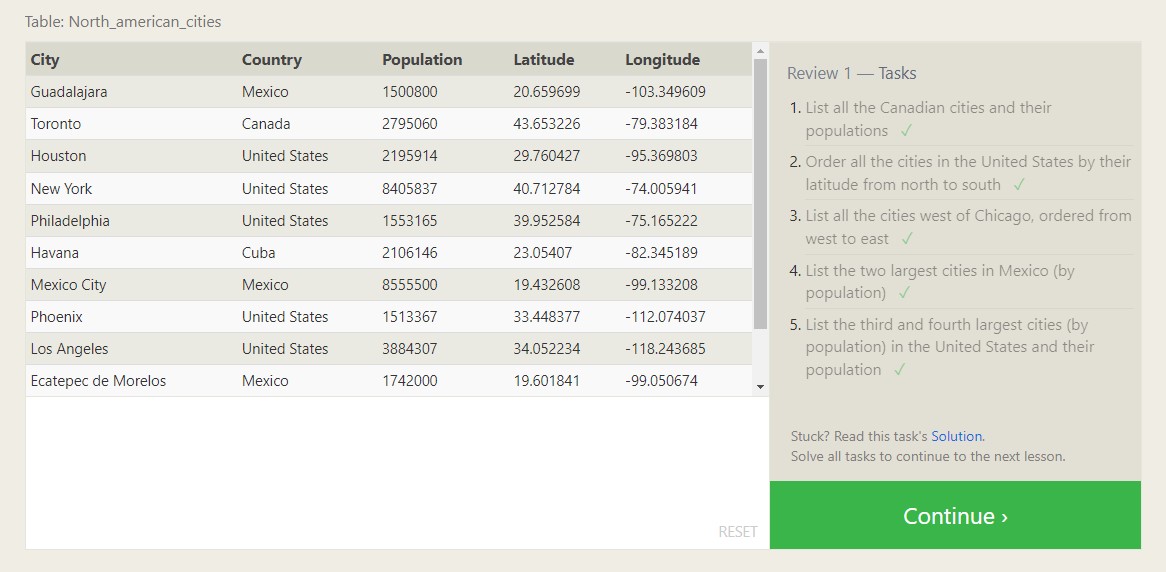 Table: North_american_cities
City Country Population Latitude Longitude
Guadalajara Mexico 1500800 20.659699 -103.349609
Toronto Canada 2795060 43.653226 -79.383184
Houston United States 2195914 29.760427 -95.369803
New York United States 8405837 40.712784 -74.005941
Philadelphia United States 1553165 39.952584 -75.165222
Havana Cuba 2106146 23.05407 -82.345189
Mexico City Mexico 8555500 19.432608 -99.133208
Phoenix United States 1513367 33.448377 -112.074037
Los Angeles United States 3884307 34.052234 -118.243685
Ecatepec de Morelos Mexico 1742000 19.601841 -99.050674
RESET
Review 1 — Tasks
1. List all the Canadian cities and their
populations ✓
2. Order all the cities in the United States by their
latitude from north to south ✓
3. List all the cities west of Chicago, ordered from
west to east ✓
4. List the two largest cities in Mexico (by
population) ✓
5. List the third and fourth largest cities (by
population) in the United States and their
population ✓
Stuck? Read this task's Solution.
Solve all tasks to continue to the next lesson.
Continue ›